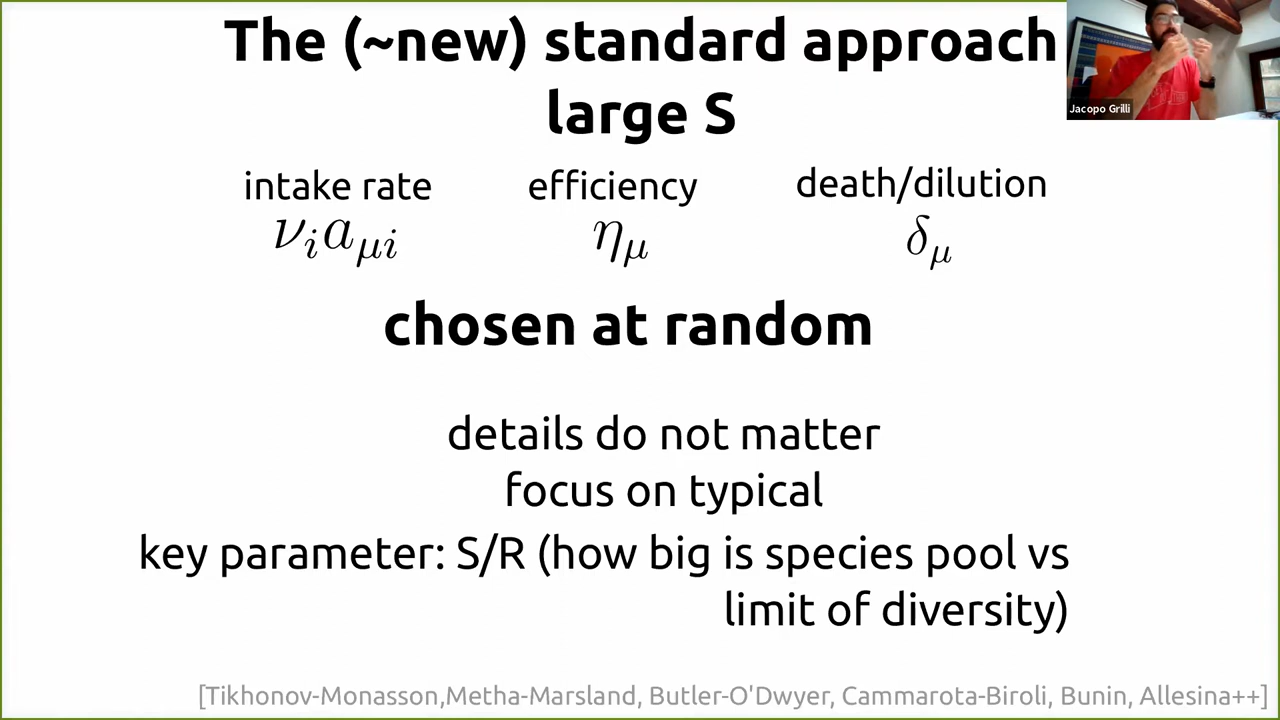 The (~new) standard approach
large S
Jacopo Grilli
intake rate efficiency death/dilution
ν_i a_{μi} η_μ δ_μ
chosen at random
details do not matter
focus on typical
key parameter: S/R (how big is species pool vs
limit of diversity)
[Tikhonov-Monasson,Metha-Marsland, Butler-O'Dwyer, Cammarota-Biroli, Bunin, Allesina++]